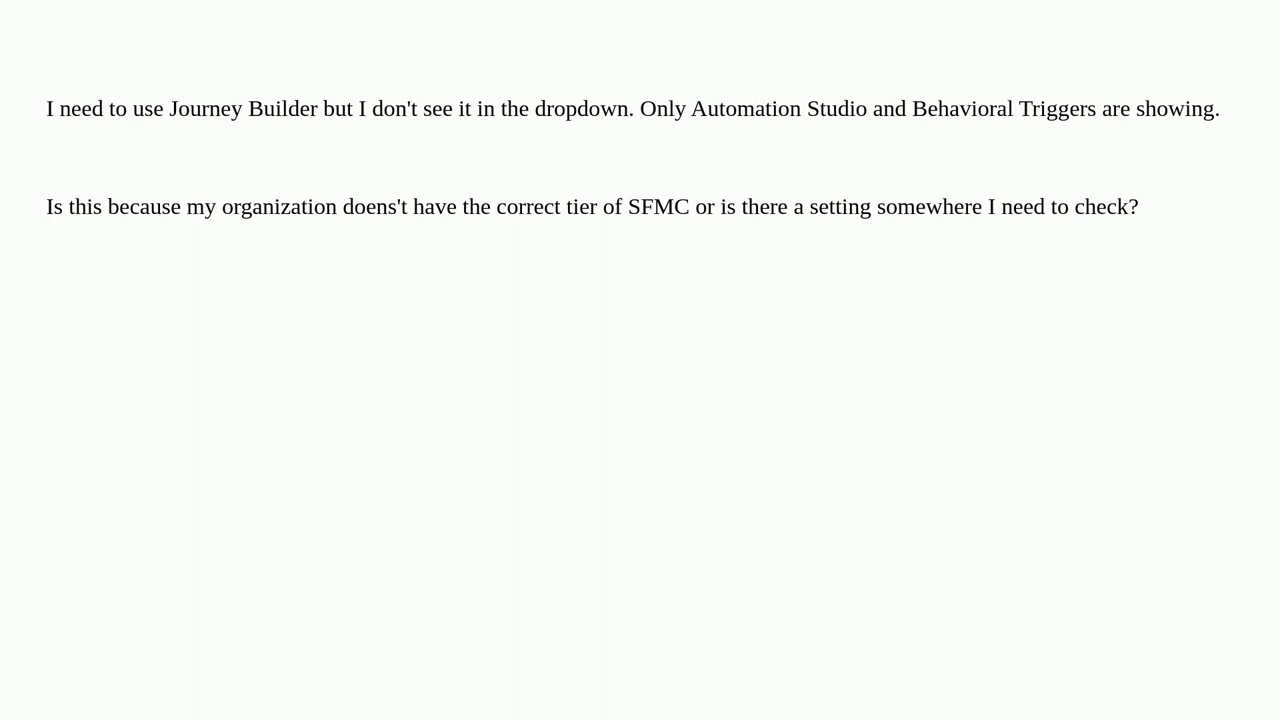 I need to use Journey Builder but I don't see it in the dropdown. Only Automation Studio and Behavioral Triggers are showing.
Is this because my organization doens't have the correct tier of SFMC or is there a setting somewhere I need to check?